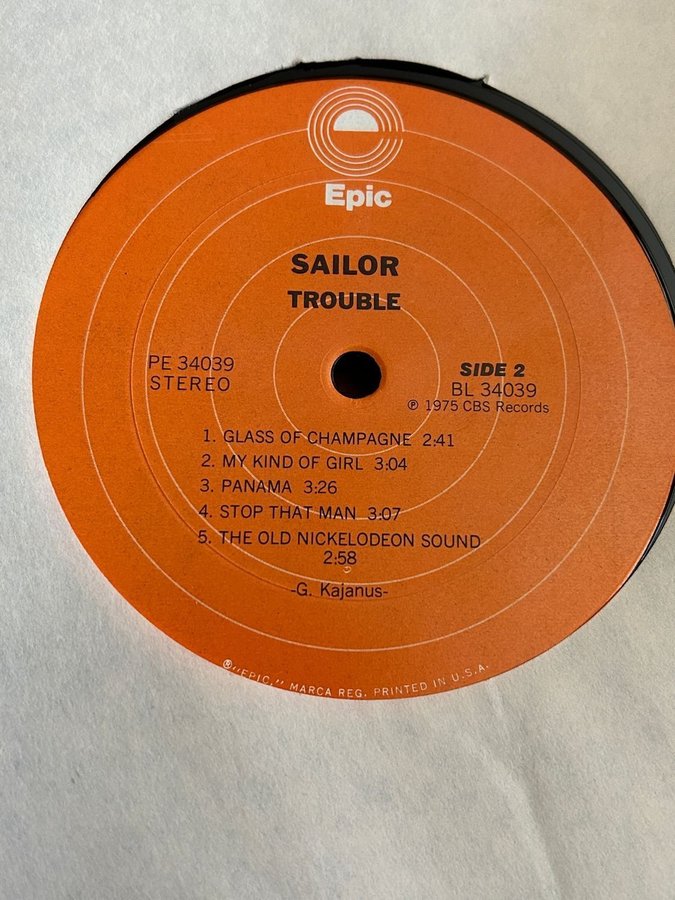 Epic
SAILOR
TROUBLE
PE 34039
STEREO
SIDE 2
BL 34039
℗ 1975 CBS Records
1. GLASS OF CHAMPAGNE 2:41
2. MY KIND OF GIRL 3:04
3. PANAMA 3:26
4. STOP THAT MAN 3:07
5. THE OLD NICKELODEON SOUND
2:58
-G. Kajanus-
®"EPIC," MARCA REG. PRINTED IN U.S.A.